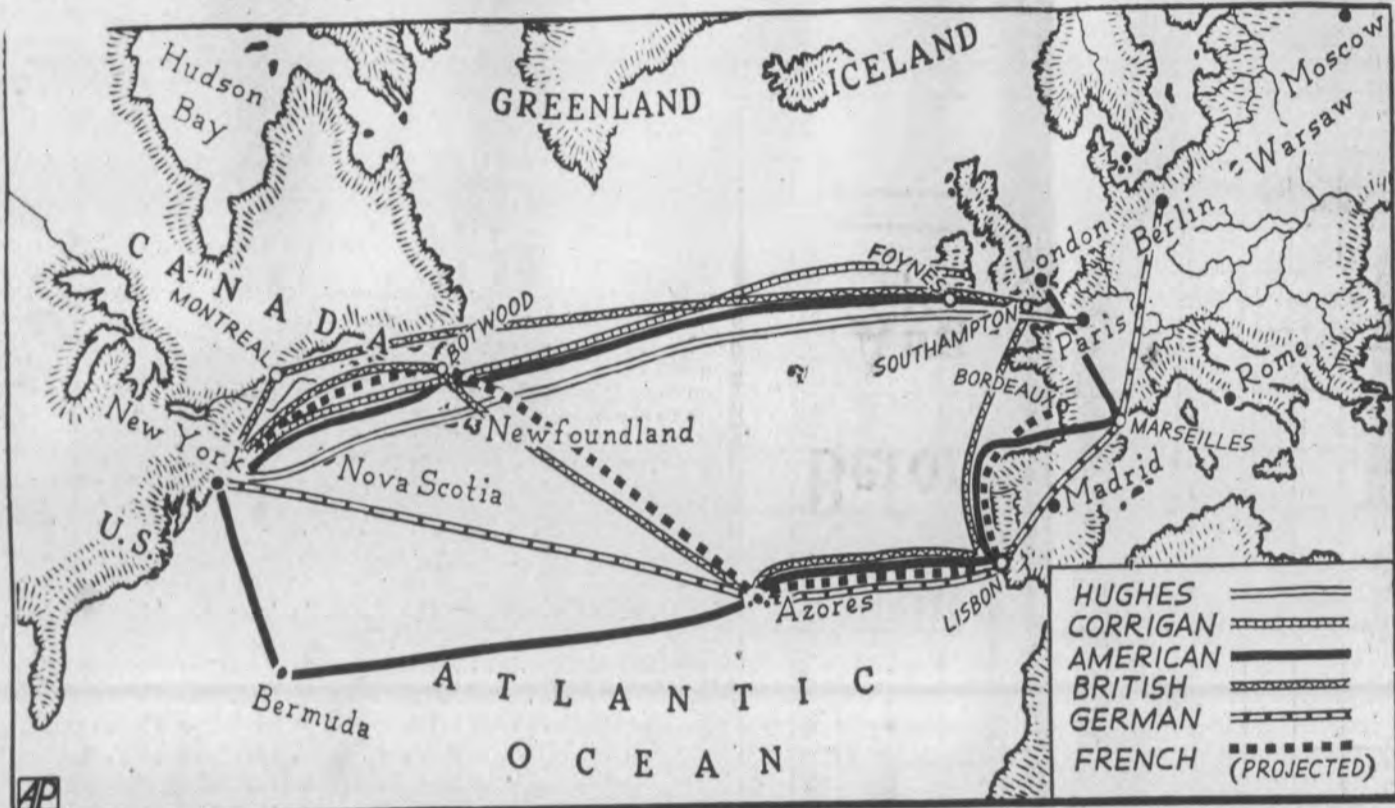 Hudson
Bay
GREENLAND
ICELAND
Moscow
Warsaw
Berlin
London
CANADA
MONTREAL
BOTWOOD
FOYNE
SOUTHAMPTON
Paris
BORDEAUX
Rome
MARSEILLES
New York
Newfoundland
Nova Scotia
Madrid
U.S.
Azores
LISBON
Bermuda
ATLANTIC
OCEAN
HUGHES
CORRIGAN
AMERICAN
BRITISH
GERMAN
FRENCH (PROJECTED)
AP